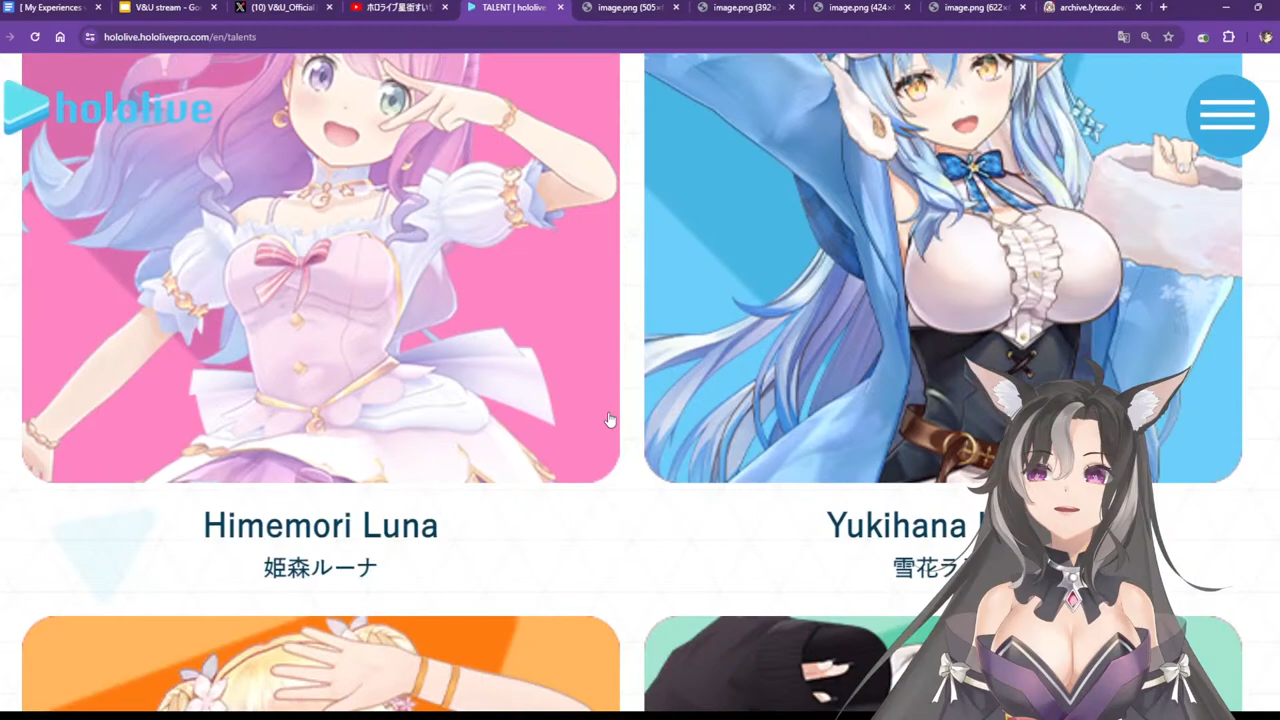 [ My Experiences
V&U stream - Go
(10) V&U_Official
ホロライブ星街すい
TALENT | hololive
image.png (505×
image.png (392×
image.png (424×
image.png (622×
archive.lytexx.dev
hololive.hololivepro.com/en/talents
hololive
Himemori Luna
姫森ルーナ
Yukihana
雪花ラ